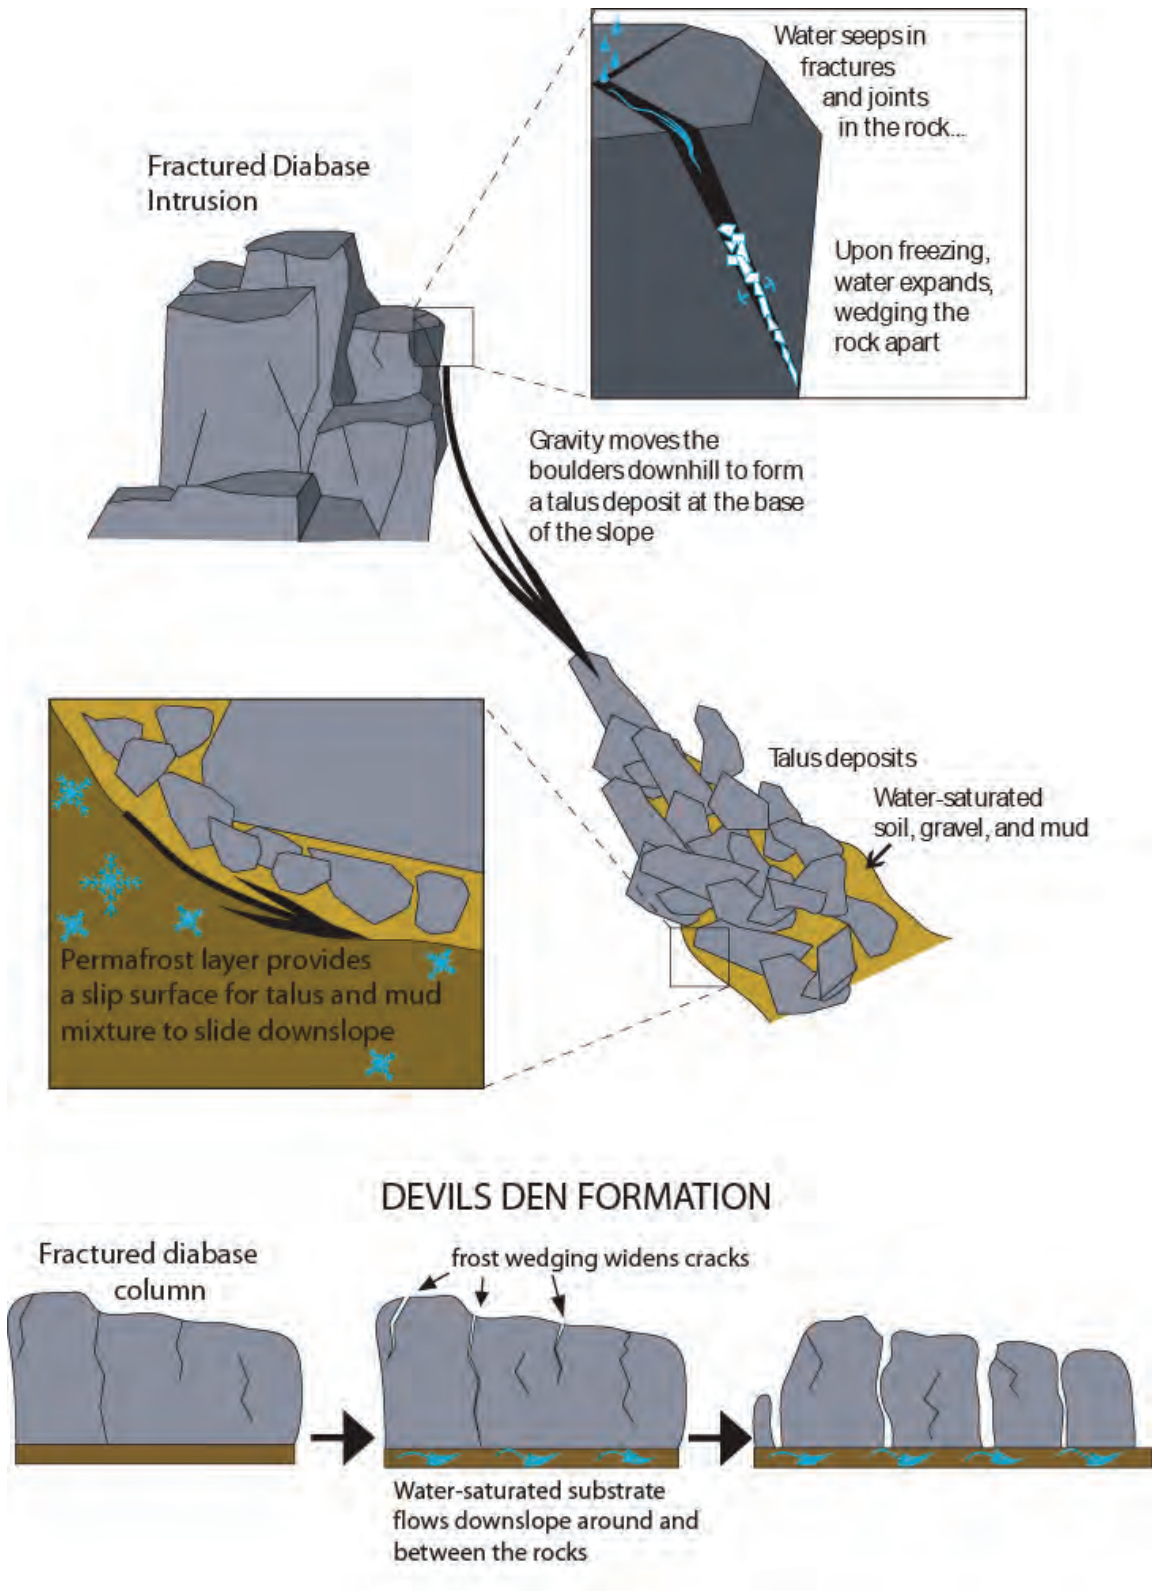 Water seeps in
fractures
and joints
in the rock...
Fractured Diabase
Intrusion
Upon freezing,
water expands,
wedging the
rock apart
Gravity moves the
boulders downhill to form
a talus deposit at the base
of the slope
Talus deposits
Water-saturated
soil, gravel, and mud
Permafrost layer provides
a slip surface for talus and mud
mixture to slide downslope
DEVILS DEN FORMATION
Fractured diabase
column
frost wedging widens cracks
Water-saturated substrate
flows downslope around and
between the rocks